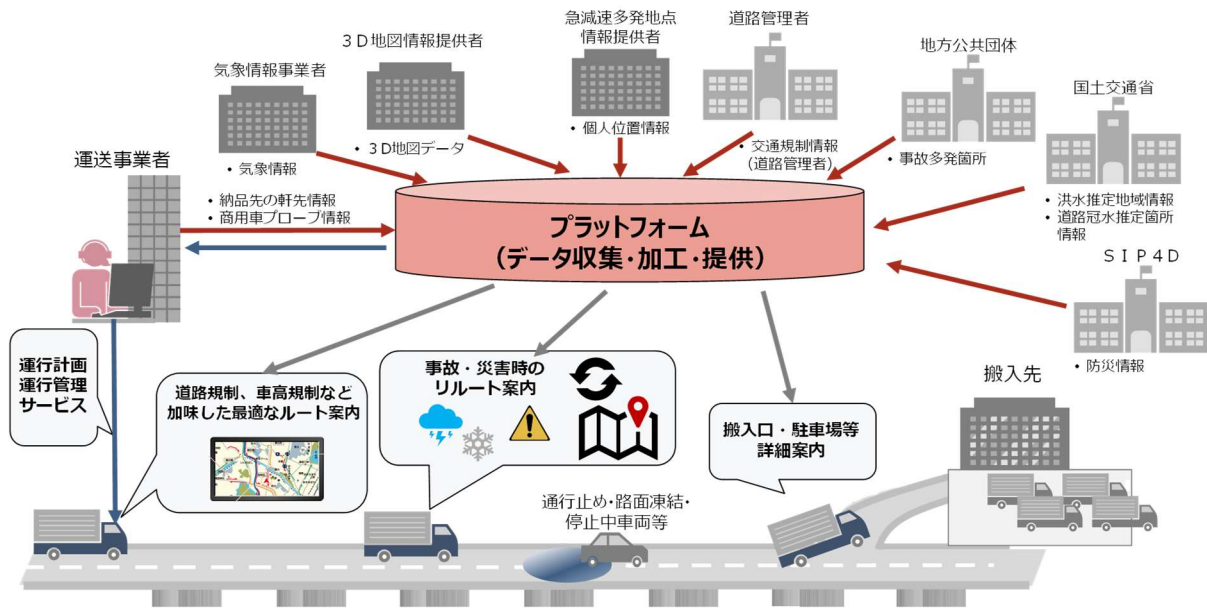 急減速多発地点
情報提供者
道路管理者
３Ｄ地図情報提供者
地方公共団体
気象情報事業者
国土交通省
・個人位置情報
・３Ｄ地図データ
・交通規制情報
（道路管理者）
・事故多発箇所
運送事業者
・気象情報
・納品先の軒先情報
・商用車プローブ情報
・洪水推定地域情報
・道路冠水推定箇所
情報
プラットフォーム
（データ収集・加工・提供）
ＳＩＰ４Ｄ
・防災情報
運行計画
運行管理
サービス
道路規制、車高規制など
加味した最適なルート案内
事故・災害時の
リルート案内
搬入口・駐車場等
詳細案内
搬入先
通行止め・路面凍結・
停止中車両等